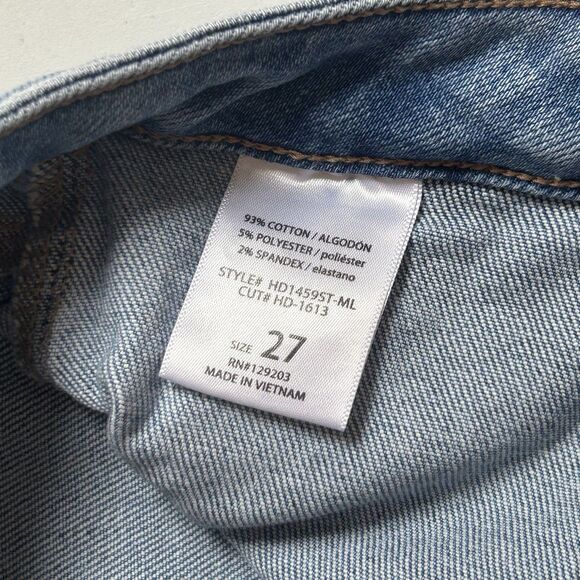 93% COTTON / ALGODÓN
5% POLYESTER / poliéster
2% SPANDEX / elastano
STYLE# HD1459ST-ML
CUT# HD-1613
SIZE 27
RN#129203
MADE IN VIETNAM